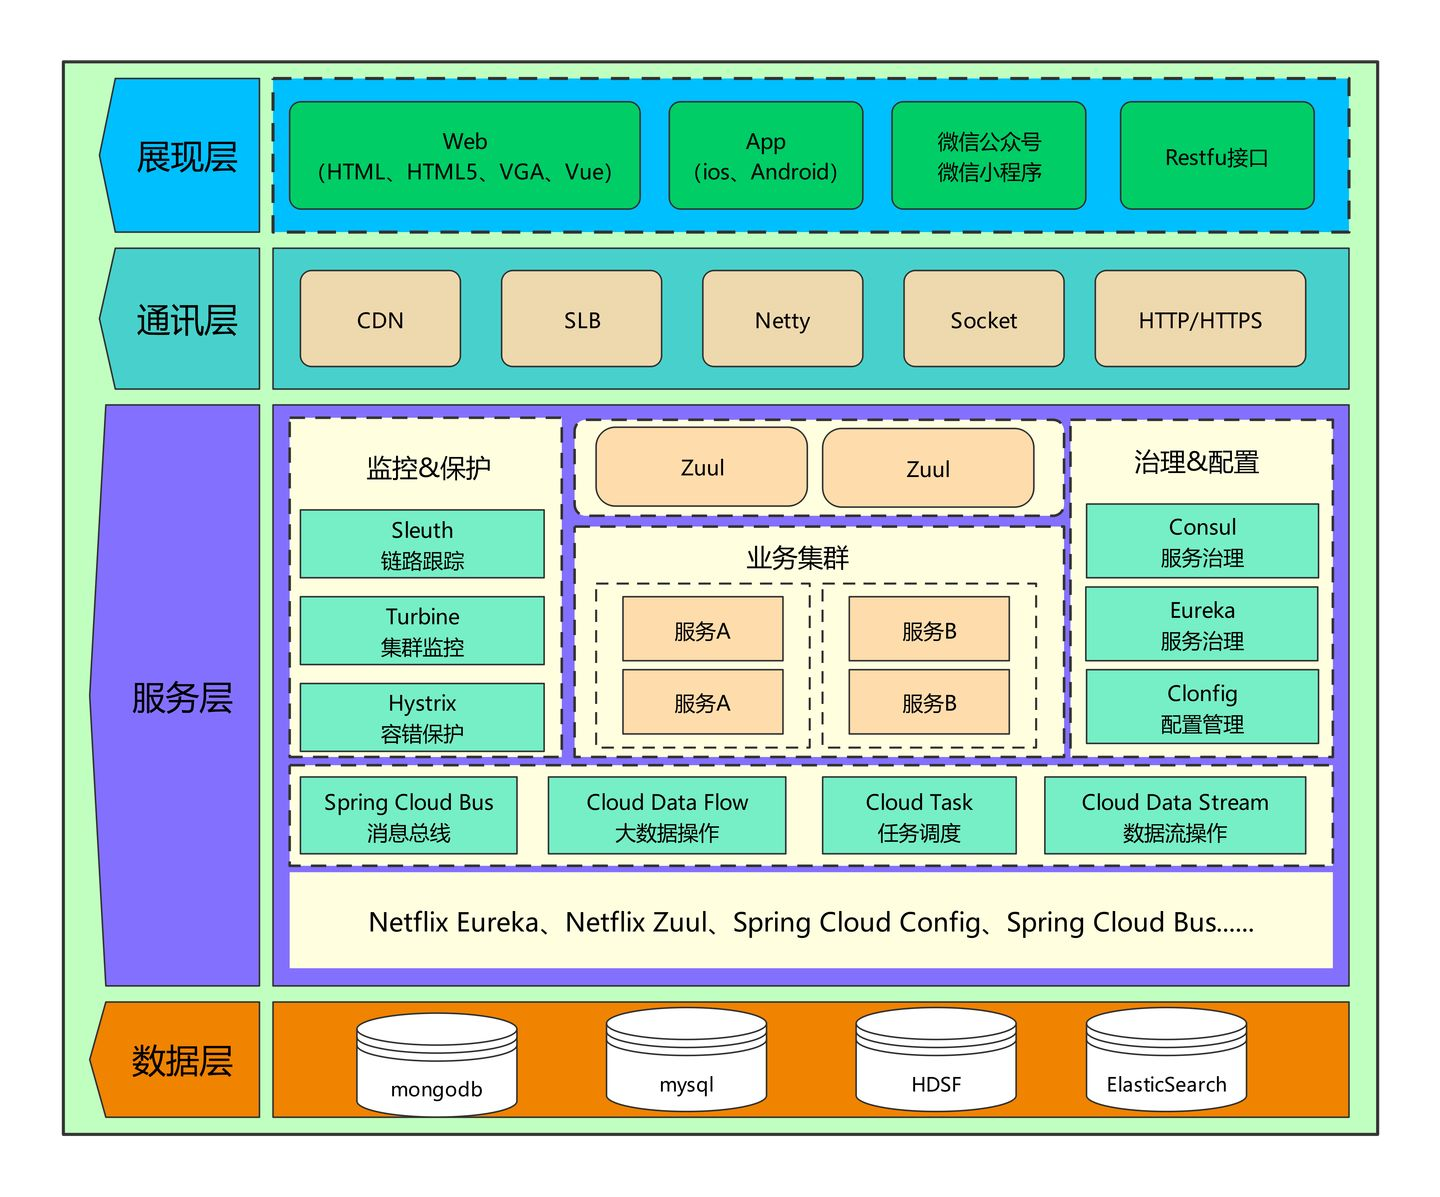 展现层
Web
(HTML、HTML5、VGA、Vue)
App
(ios、Android)
微信公众号
微信小程序
Restfu接口
通讯层
CDN
SLB
Netty
Socket
HTTP/HTTPS
服务层
监控&保护
Sleuth
链路跟踪
Turbine
集群监控
Hystrix
容错保护
Zuul
Zuul
业务集群
服务A
服务B
服务A
服务B
治理&配置
Consul
服务治理
Eureka
服务治理
Clonfig
配置管理
Spring Cloud Bus
消息总线
Cloud Data Flow
大数据操作
Cloud Task
任务调度
Cloud Data Stream
数据流操作
Netflix Eureka、Netflix Zuul、Spring Cloud Config、Spring Cloud Bus......
数据层
mongodb
mysql
HDSF
ElasticSearch